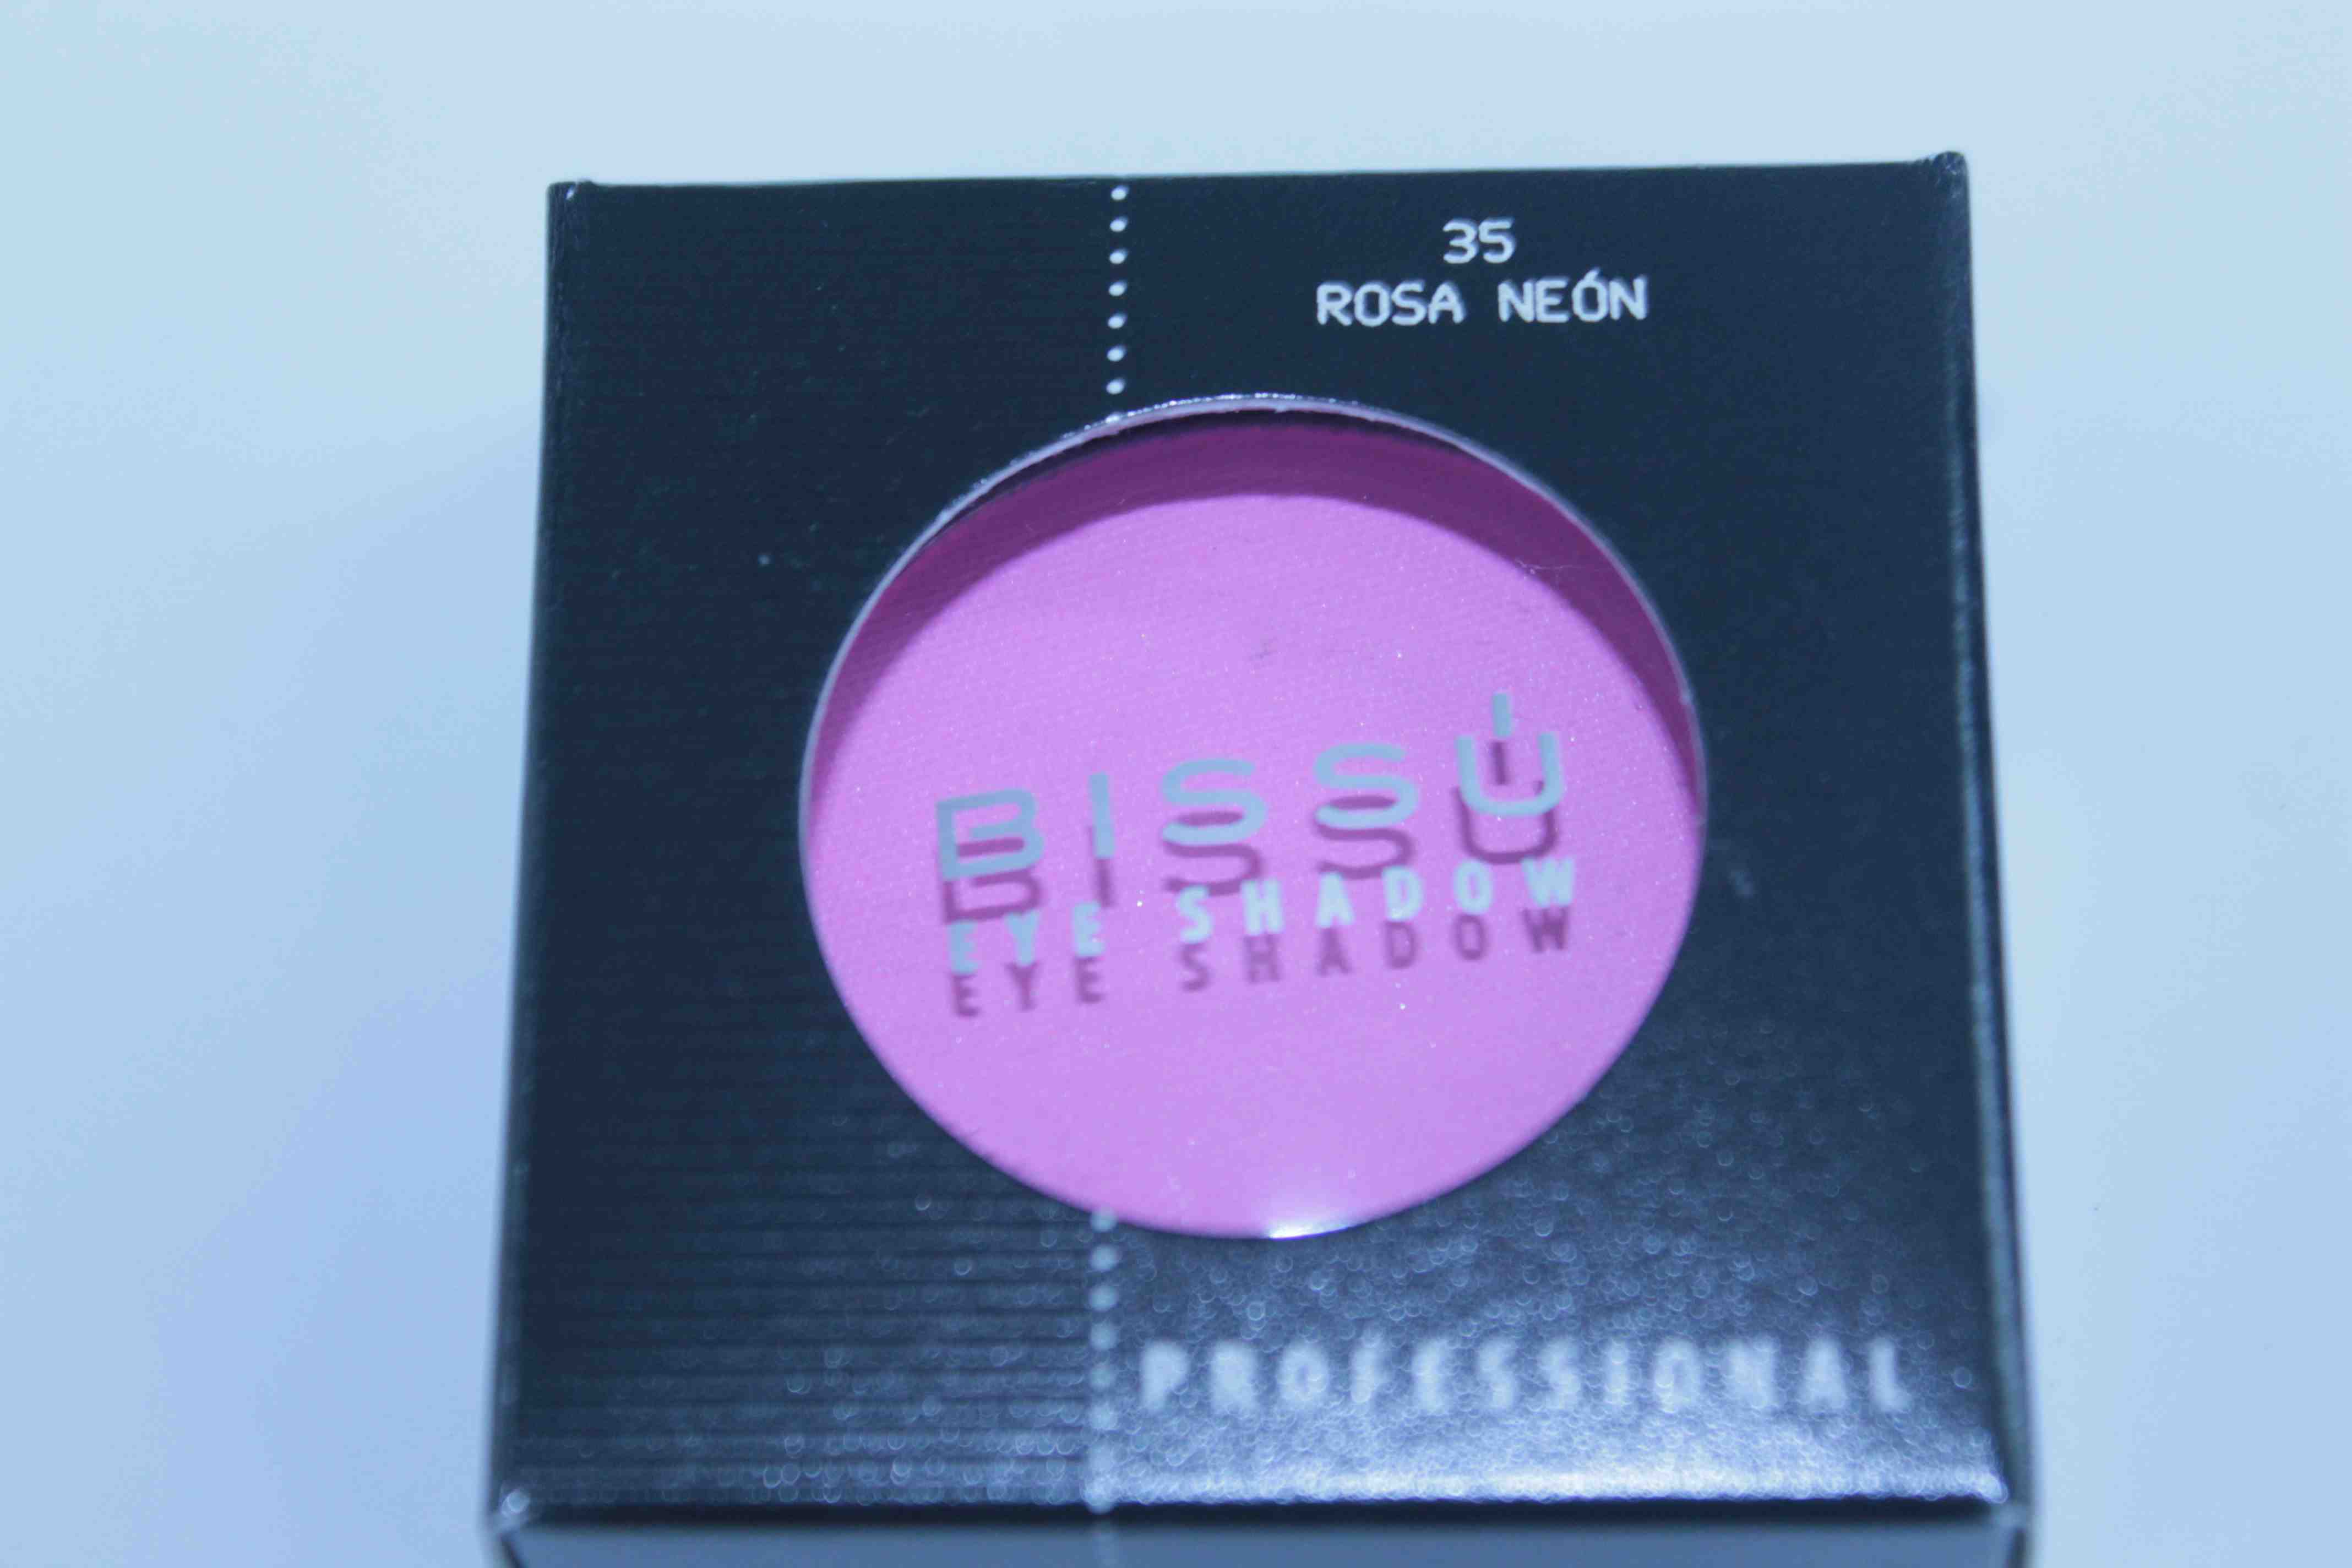 35
ROSA NEÓN
BISSÚ
EYE SHADOW
PROFESSIONAL